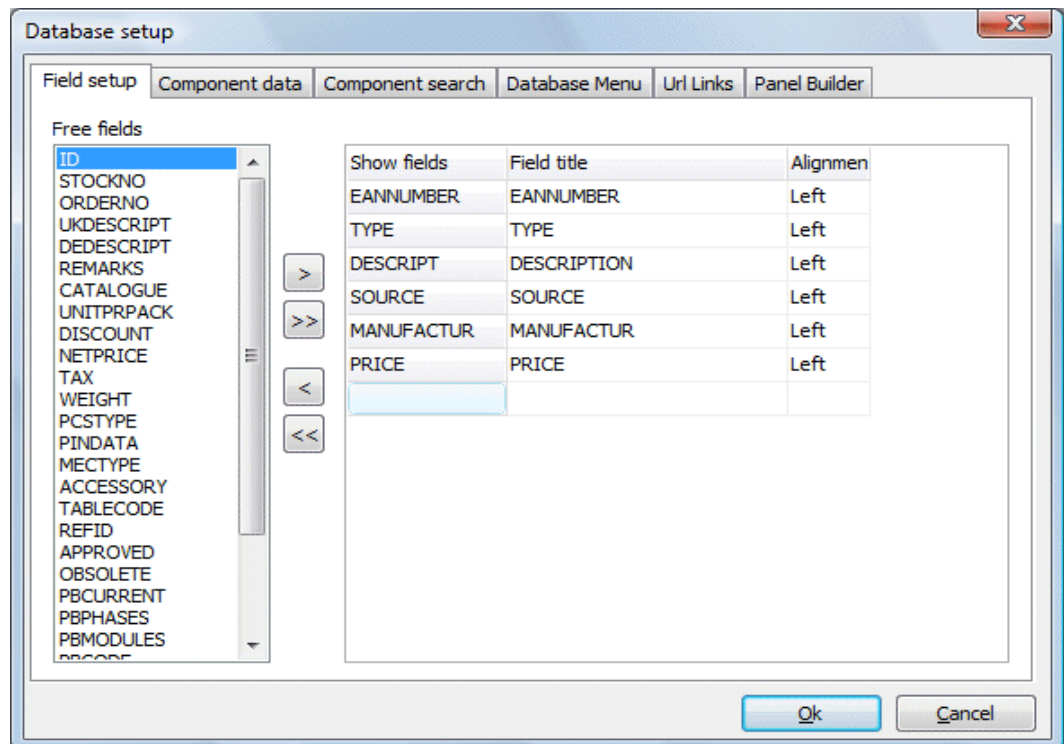 Database setup
Field setup Component data Component search Database Menu Url Links Panel Builder
Free fields
ID
STOCKNO
ORDERNO
UKDESCRIPT
DEDESCRIPT
REMARKS
CATALOGUE
UNITPRPACK
DISCOUNT
NETPRICE
TAX
WEIGHT
PCSTYPE
PINDATA
MECTYPE
ACCESSORY
TABLECODE
REFID
APPROVED
OBSOLETE
PBCURRENT
PBPHASES
PBMODULES
>
>>
<
<<
Show fields Field title Alignmen
EANNUMBER EANNUMBER Left
TYPE TYPE Left
DESCRIPT DESCRIPTION Left
SOURCE SOURCE Left
MANUFACTUR MANUFACTUR Left
PRICE PRICE Left
Ok Cancel